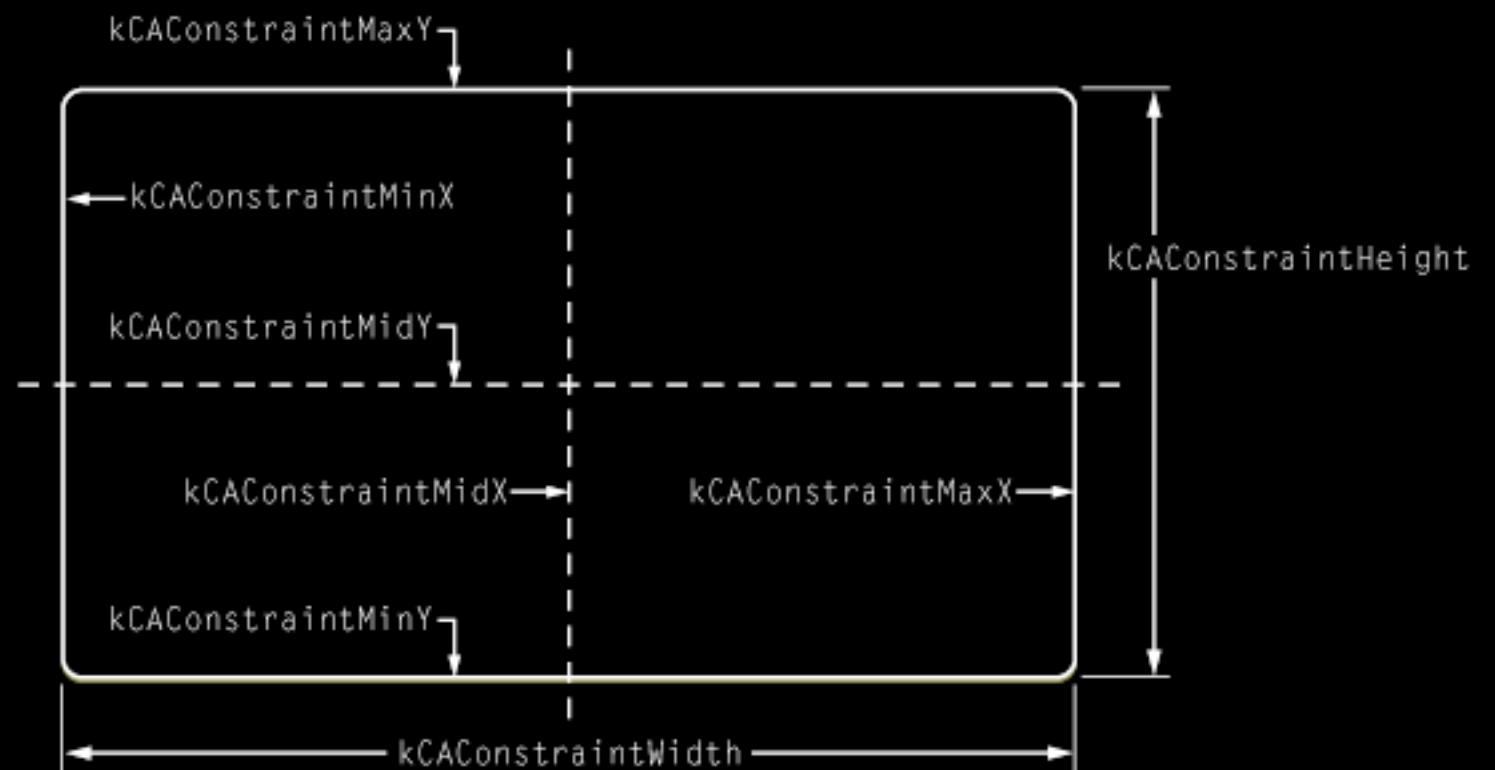 kCAConstraintMaxY
kCAConstraintMinX
kCAConstraintHeight
kCAConstraintMidY
kCAConstraintMidX
kCAConstraintMaxX
kCAConstraintMinY
kCAConstraintWidth